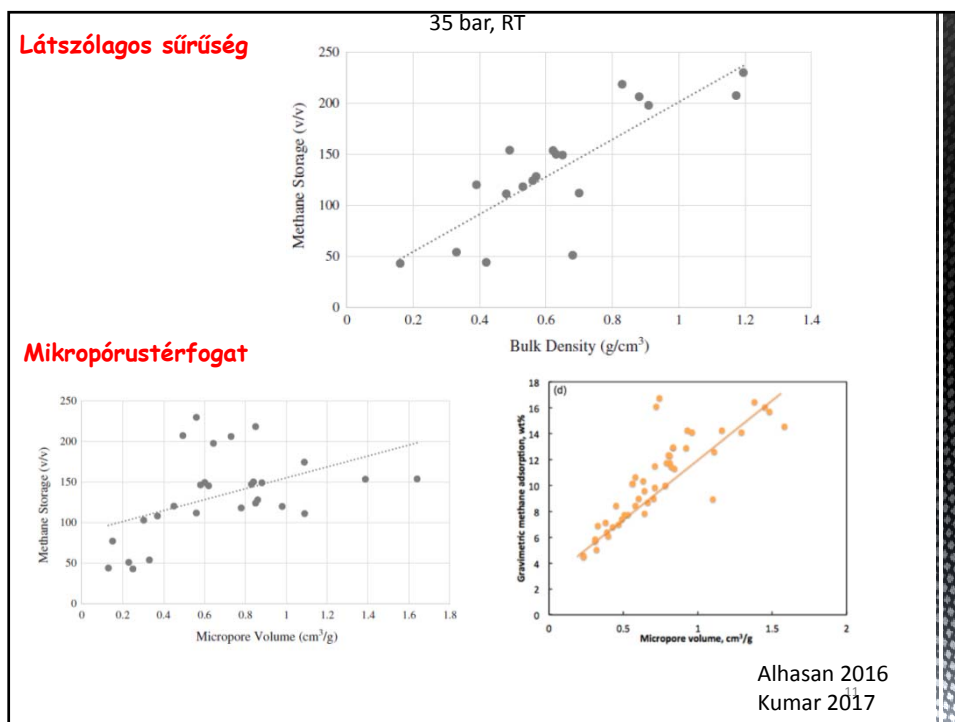 35 bar, RT
Látszólagos sűrűség
250
200
150
100
50
0
Methane Storage (v/v)
0 0.2 0.4 0.6 0.8 1 1.2 1.4
Bulk Density (g/cm³)
Mikropórustérfogat
250
200
150
100
50
0
Methane Storage (v/v)
0 0.2 0.4 0.6 0.8 1 1.2 1.4 1.6 1.8
Micropore Volume (cm³/g)
(d)
18
16
14
12
10
8
6
4
2
0
Gravimetric methane adsorption, wt%
0 0.5 1 1.5 2
Micropore volume, cm³/g
Alhasan 2016
Kumar 2017
11